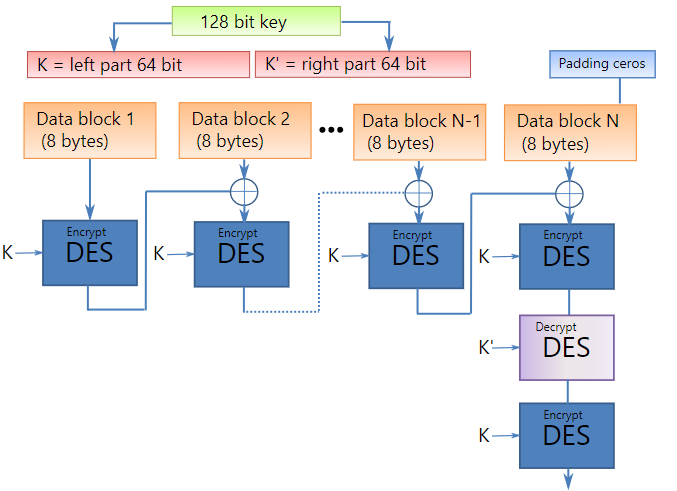 128 bit key
K = left part 64 bit
K' = right part 64 bit
Padding ceros
Data block 1
(8 bytes)
Data block 2
(8 bytes)
•••
Data block N-1
(8 bytes)
Data block N
(8 bytes)
K
Encrypt
DES
K
Encrypt
DES
K
Encrypt
DES
K
Encrypt
DES
K'
Decrypt
DES
K
Encrypt
DES